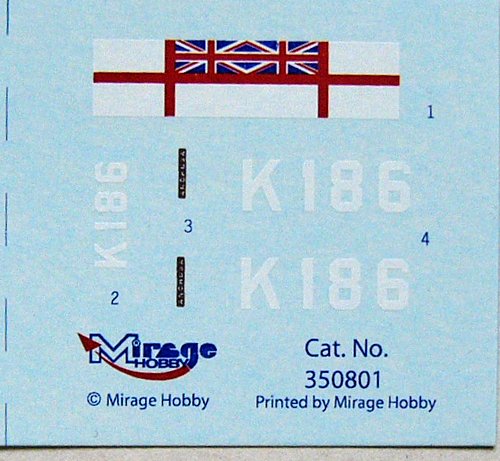 1
K186
K186
3
4
K186
2
Mirage
HOBBY
Cat. No.
350801
© Mirage Hobby
Printed by Mirage Hobby